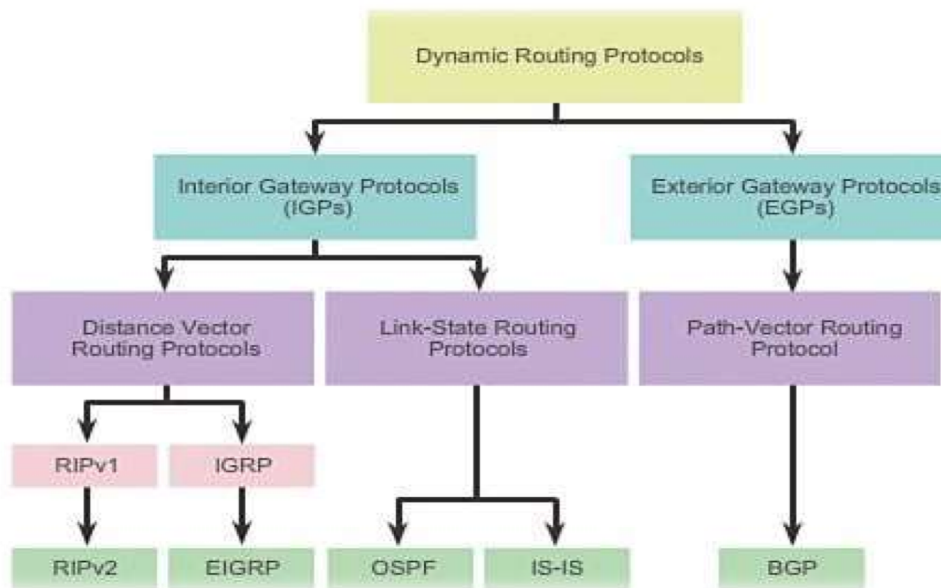 Dynamic Routing Protocols
Interior Gateway Protocols
(IGPs)
Exterior Gateway Protocols
(EGPs)
Distance Vector
Routing Protocols
Link-State Routing
Protocols
Path-Vector Routing
Protocol
RIPv1
IGRP
RIPv2
EIGRP
OSPF
IS-IS
BGP